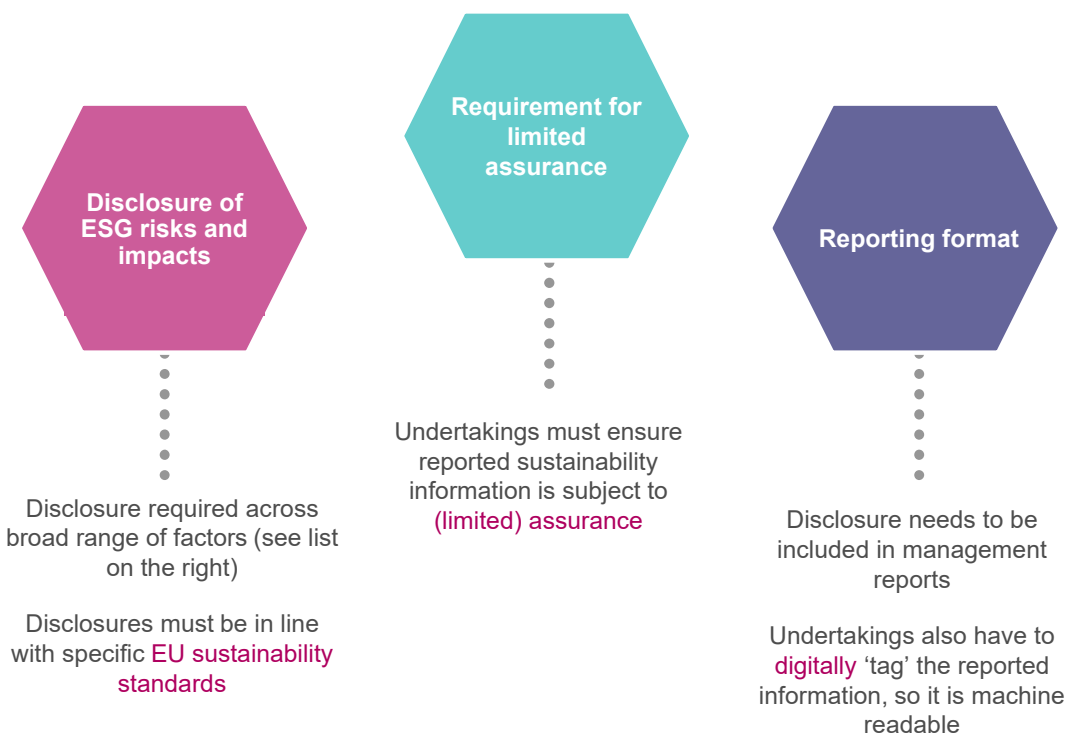 Disclosure of
ESG risks and
impacts
Disclosure required across
broad range of factors (see list
on the right)
Disclosures must be in line
with specific EU sustainability
standards
Requirement for
limited
assurance
Undertakings must ensure
reported sustainability
information is subject to
(limited) assurance
Reporting format
Disclosure needs to be
included in management
reports
Undertakings also have to
digitally ‘tag’ the reported
information, so it is machine
readable